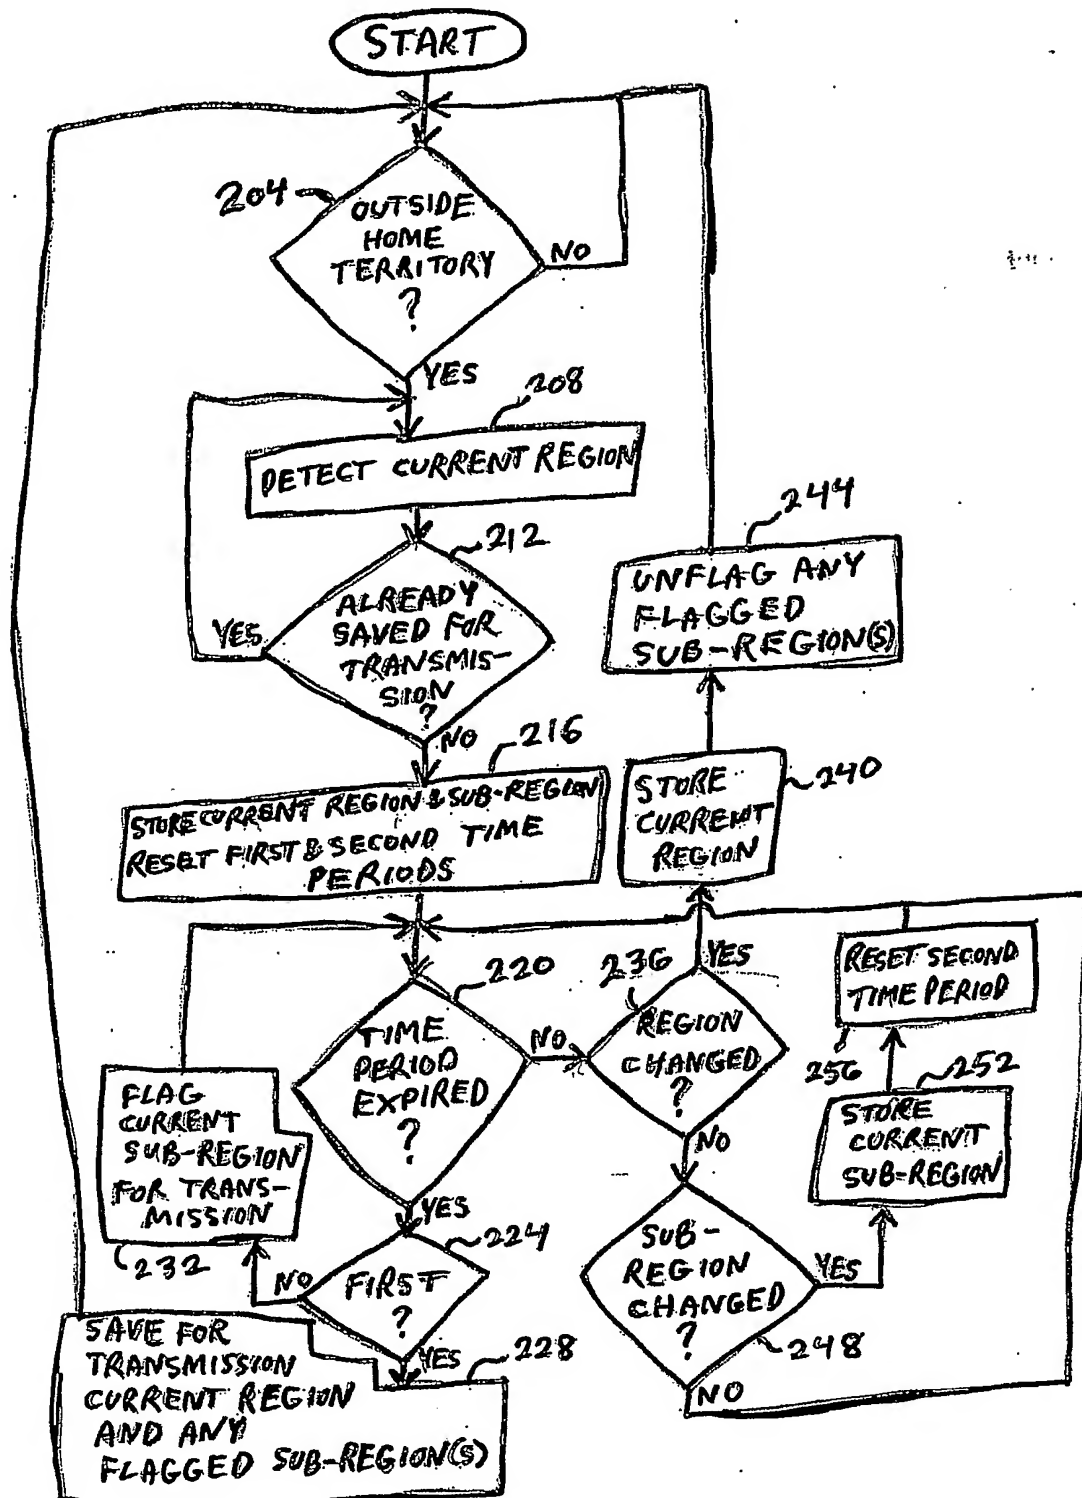 START
204
OUTSIDE
HOME
TERRITORY
?
NO
YES
208
DETECT CURRENT REGION
212
ALREADY
SAVED FOR
TRANSMIS-
SION
?
YES
NO
216
STORE CURRENT REGION & SUB-REGION
RESET FIRST & SECOND TIME
PERIODS
244
UNFLAG ANY
FLAGGED
SUB-REGION(S)
240
STORE
CURRENT
REGION
220
TIME
PERIOD
EXPIRED
?
NO
YES
236
YES
REGION
CHANGED
?
NO
RESET SECOND
TIME PERIOD
256
252
STORE
CURRENT
SUB-REGION
FLAG
CURRENT
SUB-REGION
FOR TRANS-
MISSION
232
224
FIRST
?
NO
YES
SUB-
REGION
CHANGED
?
YES
248
NO
228
SAVE FOR
TRANSMISSION
CURRENT REGION
AND ANY
FLAGGED SUB-REGION(S)